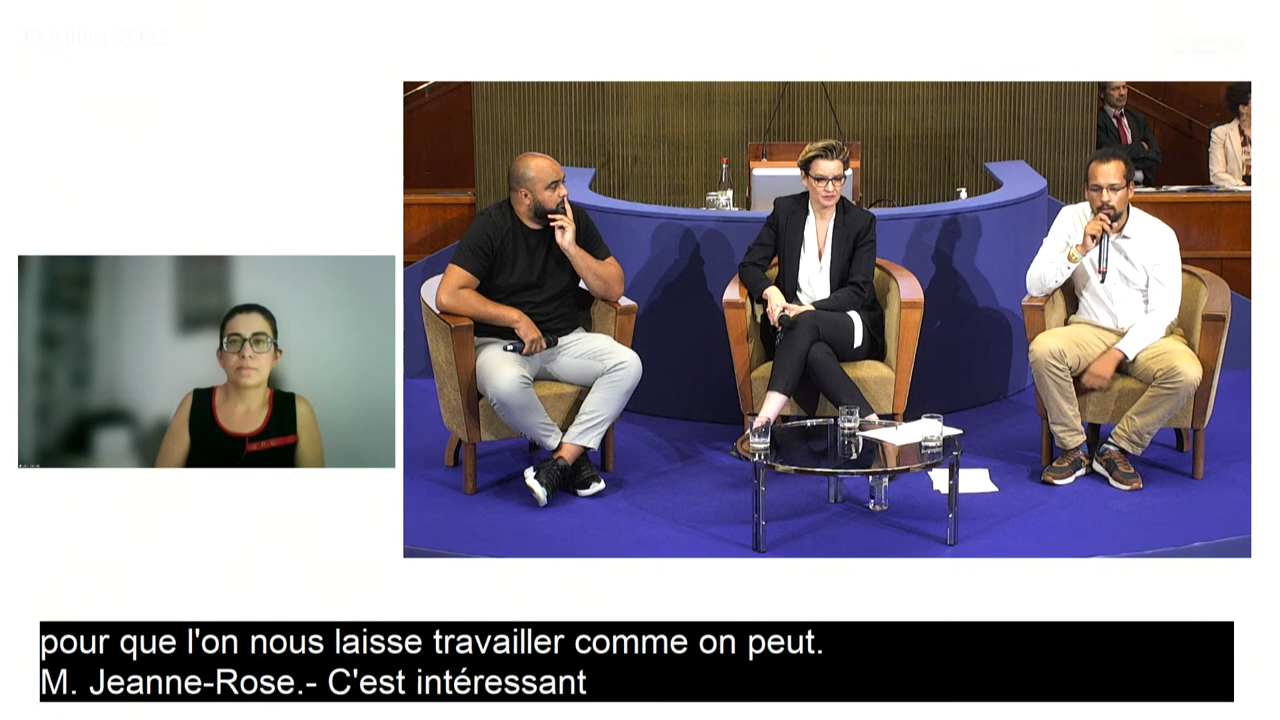 pour que l'on nous laisse travailler comme on peut.
M. Jeanne-Rose.- C'est intéressant